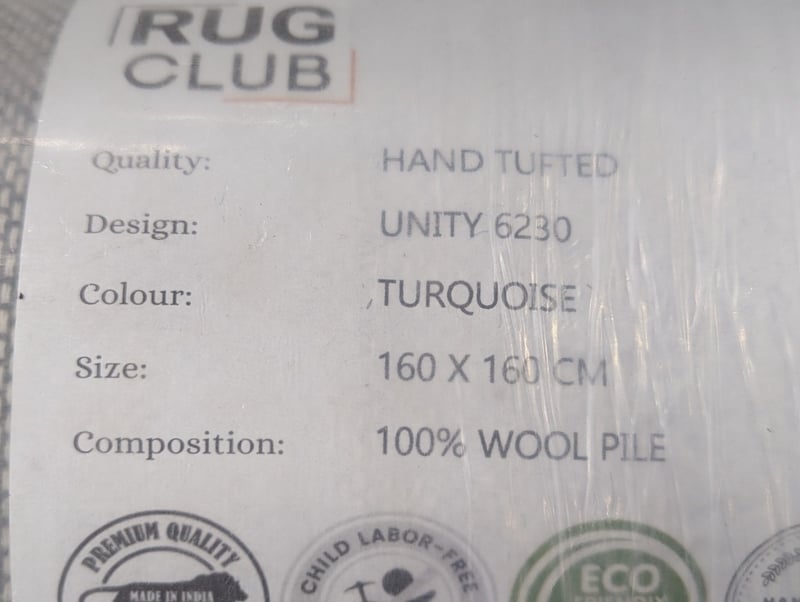 RUG
CLUB
Quality: HAND TUFTED
Design: UNITY 6230
Colour: TURQUOISE
Size: 160 X 160 CM
Composition: 100% WOOL PILE
PREMIUM QUALITY
MADE IN INDIA
CHILD LABOR-FREE
ECO
FRIENDLY